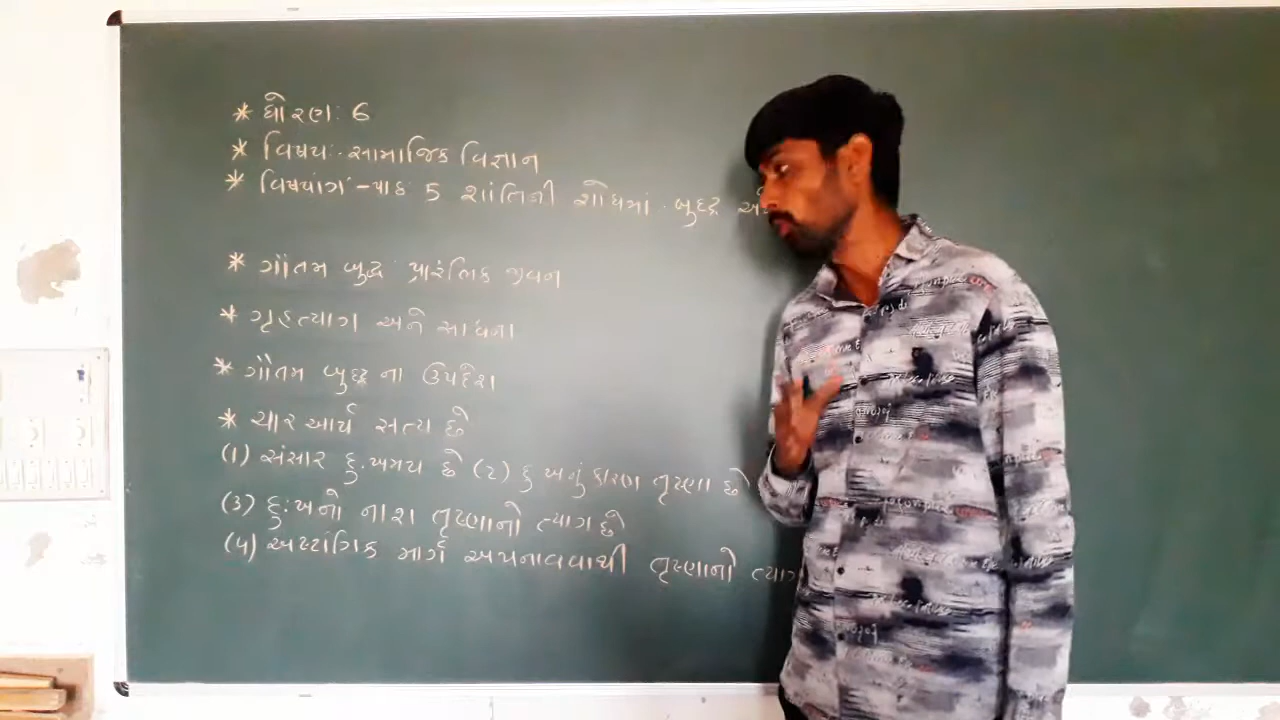 * ધોરણ: 6
* વિષય:- સામાજિક વિજ્ઞાન
* વિષયાંગ - પાઠ 5 શાંતિની શોધમાં . બુદ્ધ
* ગૌતમ બુદ્ધ : પ્રારંભિક જીવન
* ગૃહત્યાગ અને સાધના
* ગૌતમ બુદ્ધ ના ઉપદેશ
* ચાર આર્ય સત્ય છે
(1) સંસાર દુ:ખમય છે (2) દુ:ખનું કારણ તૃષ્ણા છે
(3) દુ:ખનો નાશ તૃષ્ણાનો ત્યાગ છે
(4) અષ્ટાંગિક માર્ગ અપનાવવાથી તૃષ્ણાનો ત્યાગ